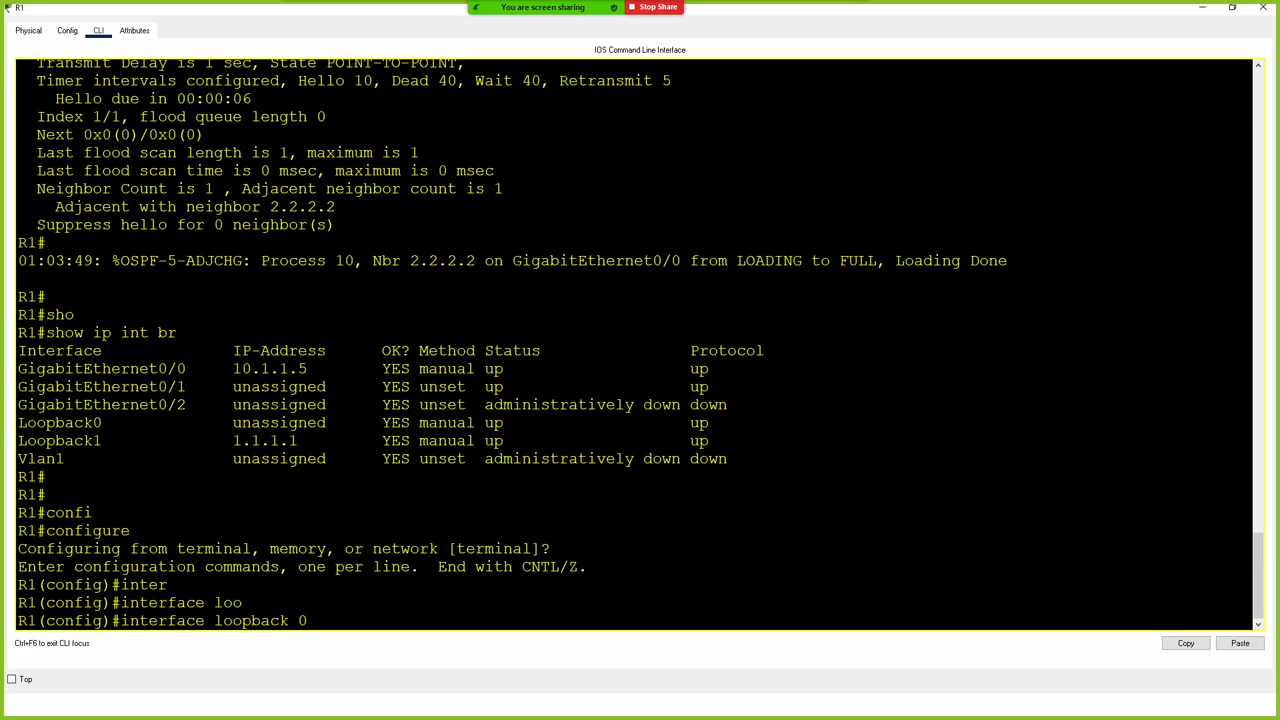 R1
You are screen sharing
Stop Share
Physical Config CLI Attributes
IOS Command Line Interface
Transmit Delay is 1 sec, State POINT-TO-POINT,
Timer intervals configured, Hello 10, Dead 40, Wait 40, Retransmit 5
Hello due in 00:00:06
Index 1/1, flood queue length 0
Next 0x0(0)/0x0(0)
Last flood scan length is 1, maximum is 1
Last flood scan time is 0 msec, maximum is 0 msec
Neighbor Count is 1 , Adjacent neighbor count is 1
Adjacent with neighbor 2.2.2.2
Suppress hello for 0 neighbor(s)
R1#
01:03:49: %OSPF-5-ADJCHG: Process 10, Nbr 2.2.2.2 on GigabitEthernet0/0 from LOADING to FULL, Loading Done
R1#
R1#sho
R1#show ip int br
Interface IP-Address OK? Method Status Protocol
GigabitEthernet0/0 10.1.1.5 YES manual up up
GigabitEthernet0/1 unassigned YES unset up up
GigabitEthernet0/2 unassigned YES unset administratively down down
Loopback0 unassigned YES manual up up
Loopback1 1.1.1.1 YES manual up up
Vlan1 unassigned YES unset administratively down down
R1#
R1#
R1#confi
R1#configure
Configuring from terminal, memory, or network [terminal]?
Enter configuration commands, one per line. End with CNTL/Z.
R1(config)#inter
R1(config)#interface loo
R1(config)#interface loopback 0
Ctrl+F6 to exit CLI focus
Copy Paste
Top